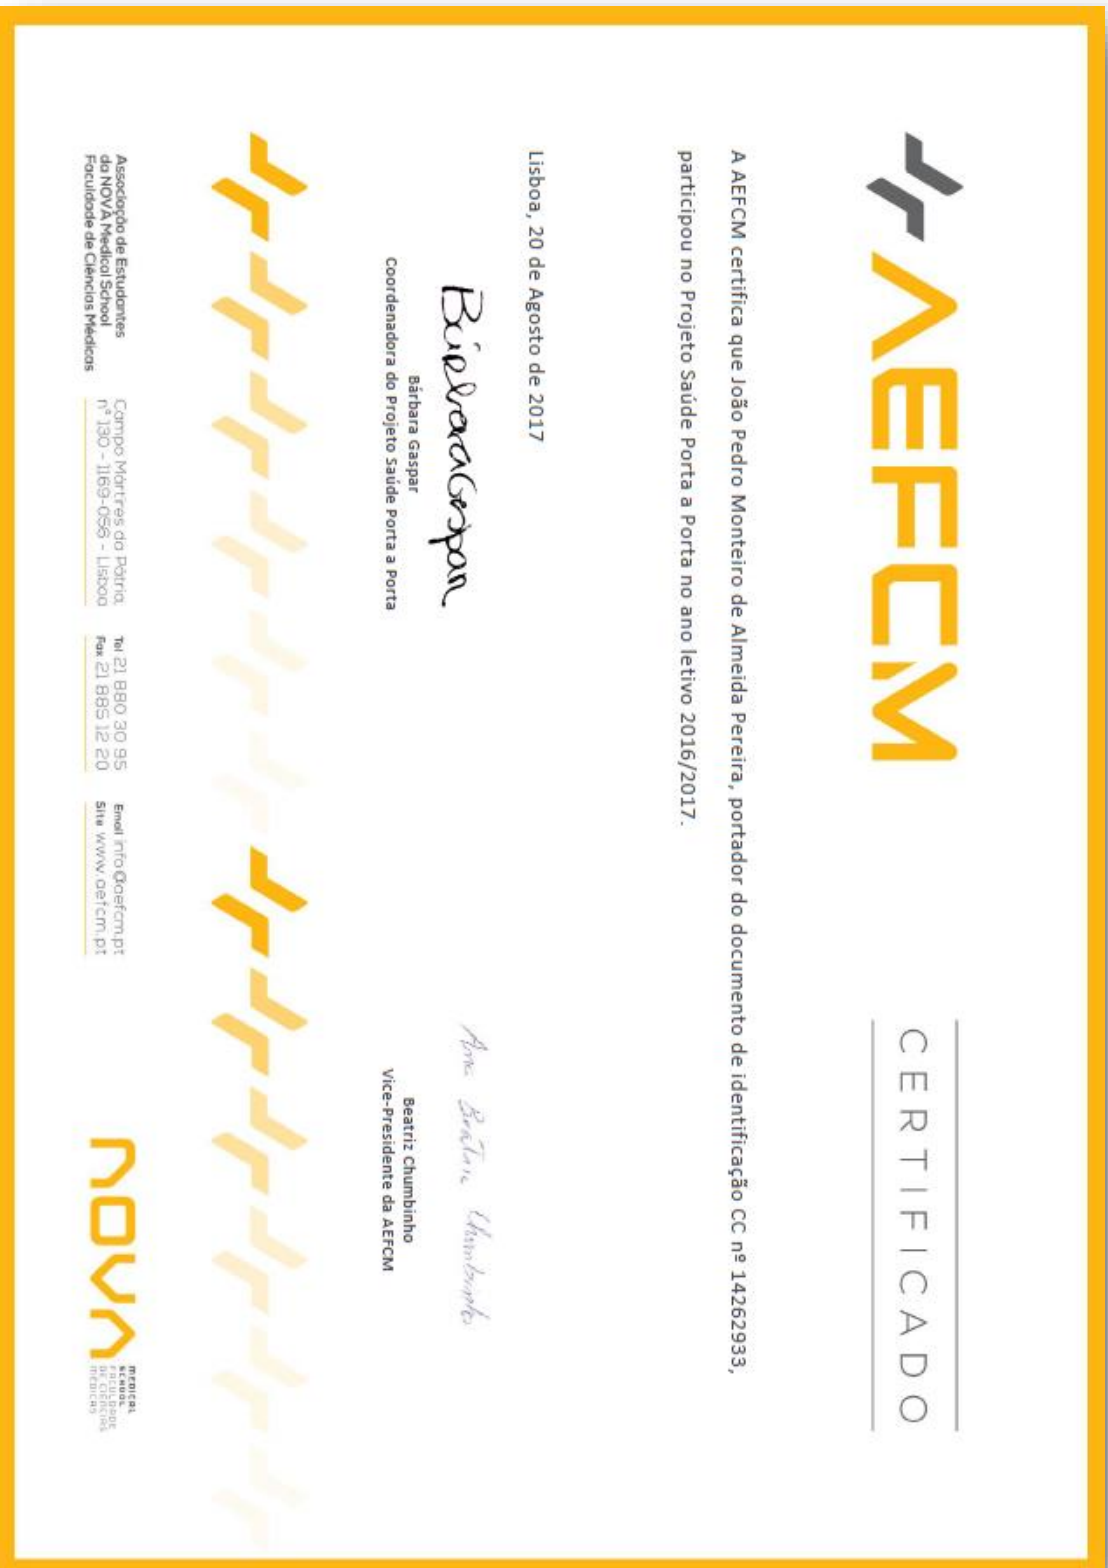 AEFCM
CERTIFICADO
A AEFCM certifica que João Pedro Monteiro de Almeida Pereira, portador do documento de identificação CC nº 14262933,
participou no Projeto Saúde Porta a Porta no ano letivo 2016/2017.
Lisboa, 20 de Agosto de 2017
Bárbara Gaspar
Bárbara Gaspar
Coordenadora do Projeto Saúde Porta a Porta
Ana Beatriz Chumbinho
Beatriz Chumbinho
Vice-Presidente da AEFCM
Associação de Estudantes
da NOVA Medical School
Faculdade de Ciências Médicas
Campo Mártires da Pátria,
nº 130 - 1169-056 - Lisboa
Tel 21 880 30 95
Fax 21 885 12 20
Email info@aefcm.pt
Site www.aefcm.pt
NOVA
MEDICAL
SCHOOL
FACULDADE
DE CIÊNCIAS
MÉDICAS